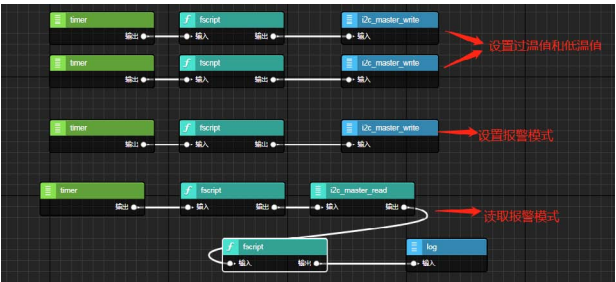 timer fscript i2c_master_write
输出 输入 输出 输入
设置过温值和低温值
timer fscript i2c_master_write
输出 输入 输出 输入
timer fscript i2c_master_write
设置报警模式
输出 输入 输出 输入
timer fscript i2c_master_read
输出 输入 输出 输入 输出
读取报警模式
fscript log
输入 输出 输入